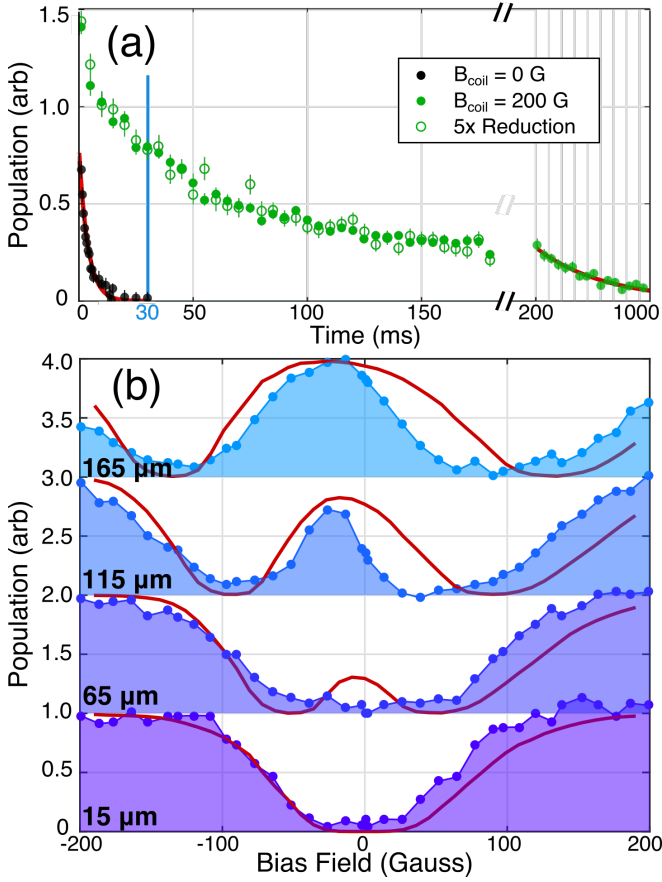 (a)
1.5
1.0
0.5
0
Population (arb)
B_coil = 0 G
B_coil = 200 G
5x Reduction
0 30 50 100 150 200 1000
Time (ms)
(b)
4.0
3.5
165 µm
3.0
2.5
115 µm
2.0
1.5
65 µm
1.0
0.5
15 µm
0
Population (arb)
-200 -100 0 100 200
Bias Field (Gauss)